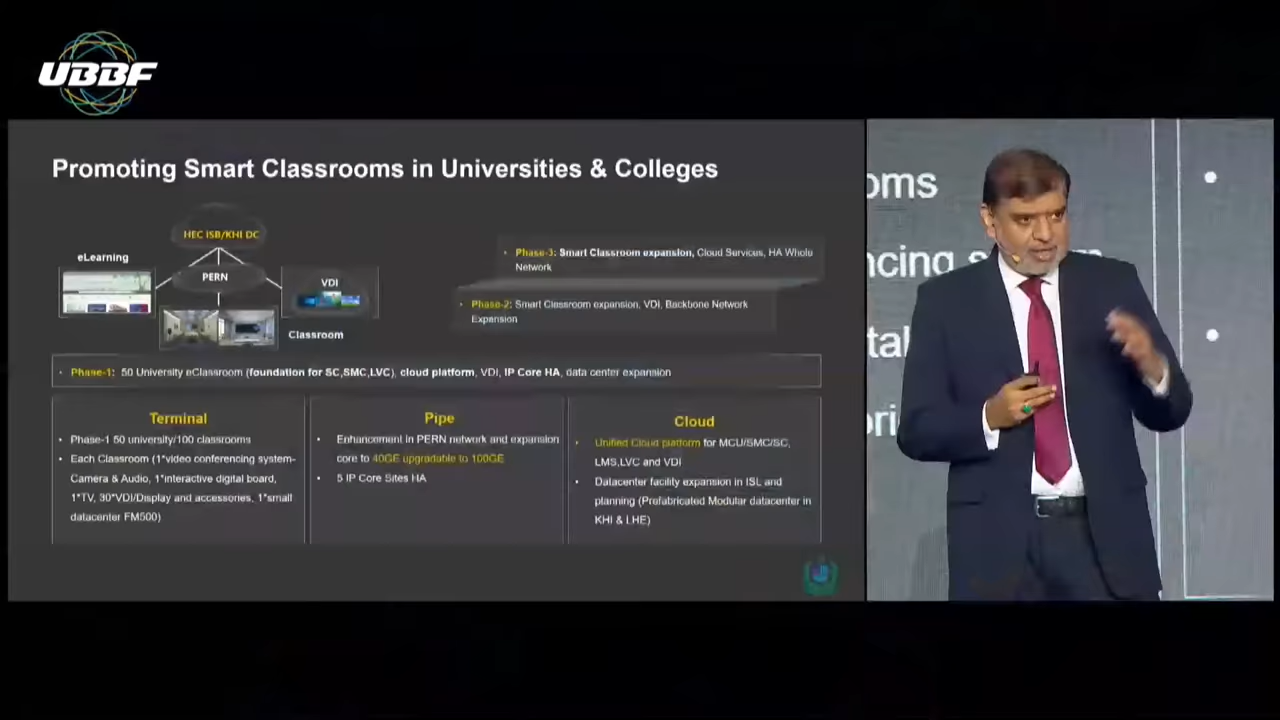 UBBF
Promoting Smart Classrooms in Universities & Colleges
HEC ISB/KHI DC
eLearning
PERN
VDI
Classroom
• Phase-3: Smart Classroom expansion, Cloud Servicus, HA Whole
Network
• Phase-2: Smart Classroom expansion, VDI, Backbone Network
Expansion
• Phase-1: 50 University eClassroom (foundation for SC,SMC,LVC), cloud platform, VDI, IP Core HA, data center expansion
Terminal
• Phase-1 50 university/100 classrooms
• Each Classroom (1*video conferencing system-
Camera & Audio, 1*interactive digital board,
1*TV, 30*VDI/Display and accessories, 1*small
datacenter FM500)
Pipe
• Enhancement in PERN network and expansion
core to 40GE upgradable to 100GE
• 5 IP Core Sites HA
Cloud
• Unified Cloud platform for MCU/SMC/SC,
LMS,LVC and VDI
• Datacenter facility expansion in ISL and
planning (Prefabricated Modular datacenter in
KHI & LHE)
oms
ncing
tal
ori